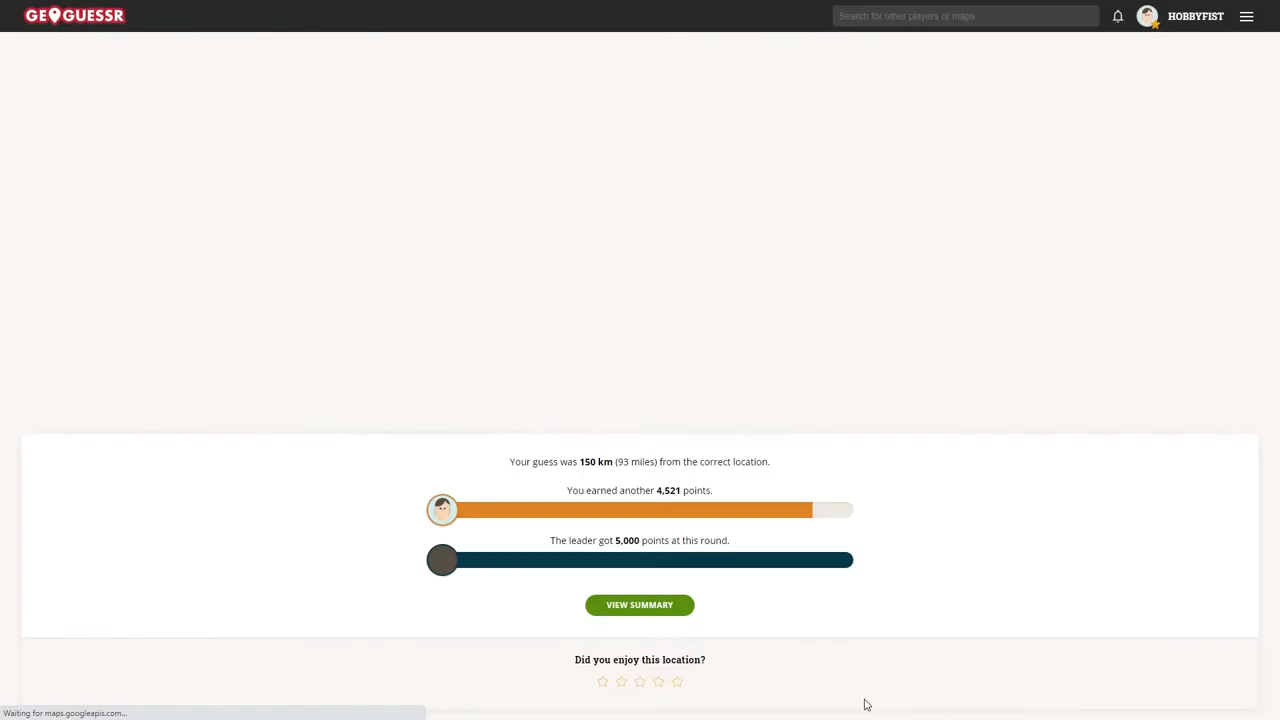 GEOGUESSR
Search for other players or maps
HOBBYFIST
Your guess was 150 km (93 miles) from the correct location.
You earned another 4,521 points.
The leader got 5,000 points at this round.
VIEW SUMMARY
Did you enjoy this location?
Waiting for maps.googleapis.com...